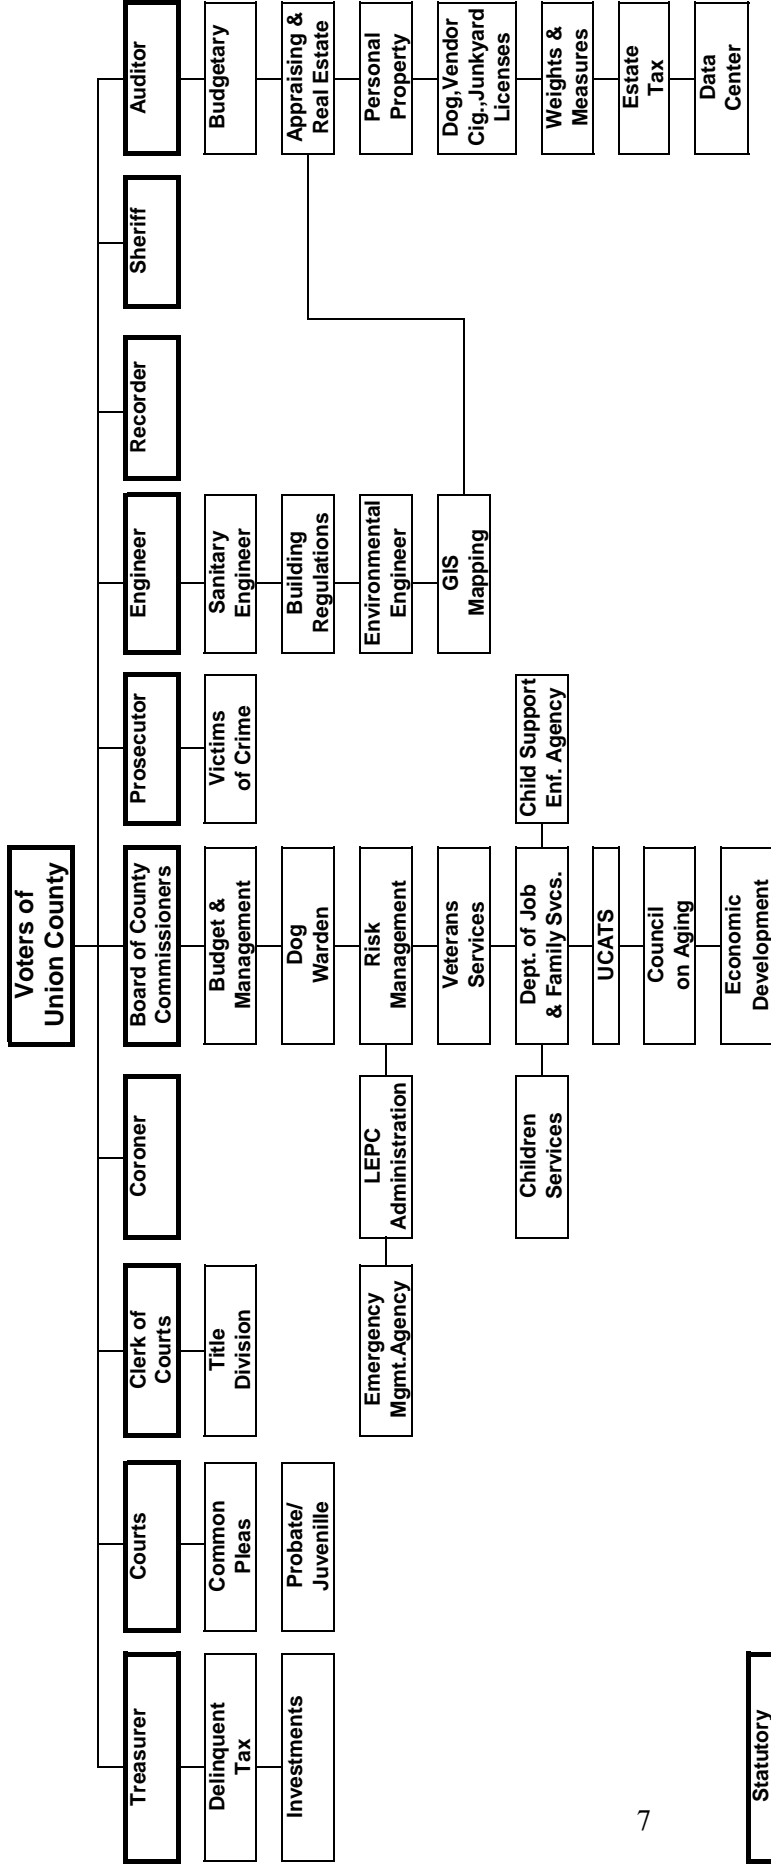 Voters of
Union County
Treasurer
Courts
Clerk of
Courts
Coroner
Board of County
Commissioners
Prosecutor
Engineer
Recorder
Sheriff
Auditor
Delinquent
Tax
Common
Pleas
Title
Division
Budget &
Management
Victims
of Crime
Sanitary
Engineer
Budgetary
Investments
Probate/
Juvenille
Dog
Warden
Building
Regulations
Appraising &
Real Estate
Emergency
Mgmt.Agency
LEPC
Administration
Risk
Management
Environmental
Engineer
Personal
Property
Veterans
Services
GIS
Mapping
Dog,Vendor
Cig.,Junkyard
Licenses
Children
Services
Dept. of Job
& Family Svcs.
Child Support
Enf. Agency
Weights &
Measures
UCATS
Estate
Tax
Council
on Aging
Data
Center
Economic
Development
Statutory
7